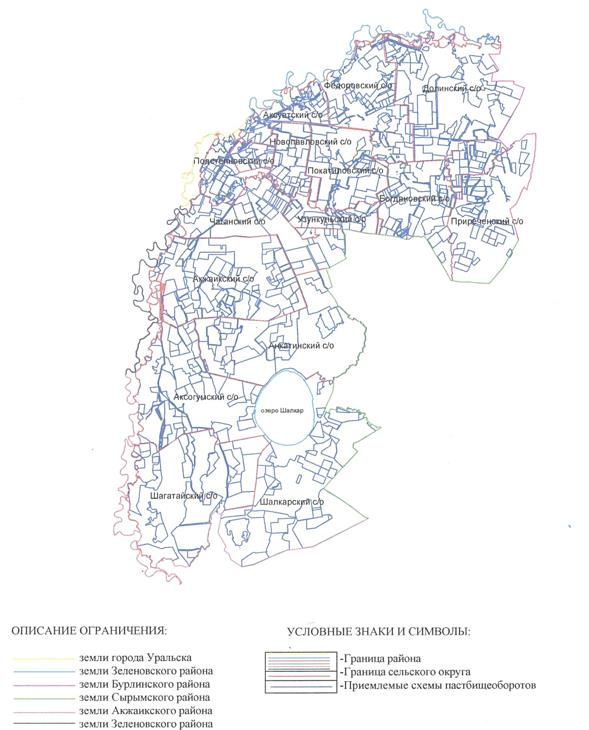 Федоровский с/о
Долинский с/о
Аксуатский с/о
Новопавловский с/о
Подстепновский с/о
Покатиловский с/о
Богдановский с/о
Чаганский с/о
Узункульский с/о
Приреченский с/о
Акжаикский с/о
Анкатинский с/о
Аксогумский с/о
озеро Шалкар
Шагатайский с/о
Шалкарский с/о
ОПИСАНИЕ ОГРАНИЧЕНИЯ:
земли города Уральска
земли Зеленовского района
земли Бурлинского района
земли Сырымского района
земли Акжаикского района
земли Зеленовского района
УСЛОВНЫЕ ЗНАКИ И СИМВОЛЫ:
-Граница района
-Граница сельского округа
-Приемлемые схемы пастбищеоборотов